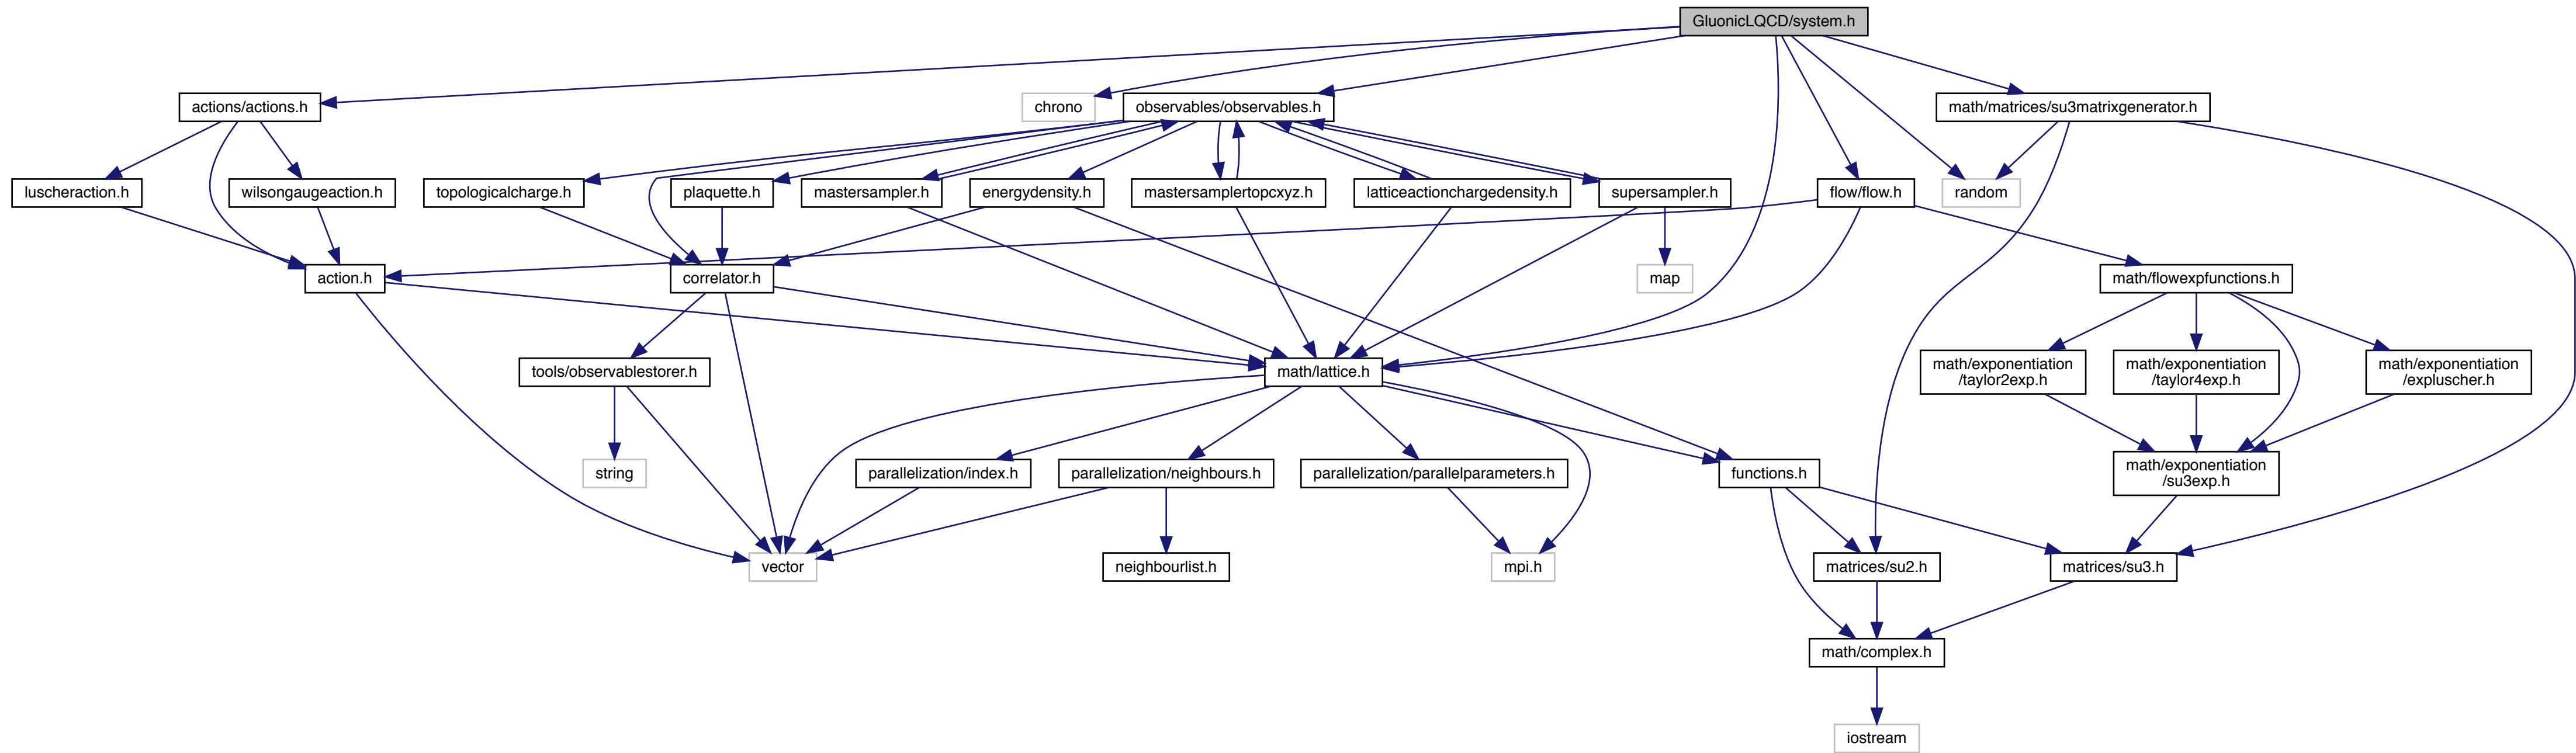 GluonicLQCD/system.h
actions/actions.h
chrono
observables/observables.h
math/matrices/su3matrixgenerator.h
luscheraction.h
wilsongaugeaction.h
topologicalcharge.h
plaquette.h
mastersampler.h
energydensity.h
mastersamplertopcxyz.h
latticeactionchargedensity.h
supersampler.h
flow/flow.h
random
action.h
correlator.h
map
math/flowexpfunctions.h
tools/observablestorer.h
math/lattice.h
math/exponentiation
/taylor2exp.h
math/exponentiation
/taylor4exp.h
math/exponentiation
/expluscher.h
string
parallelization/index.h
parallelization/neighbours.h
parallelization/parallelparameters.h
functions.h
math/exponentiation
/su3exp.h
vector
neighbourlist.h
mpi.h
matrices/su2.h
matrices/su3.h
math/complex.h
iostream